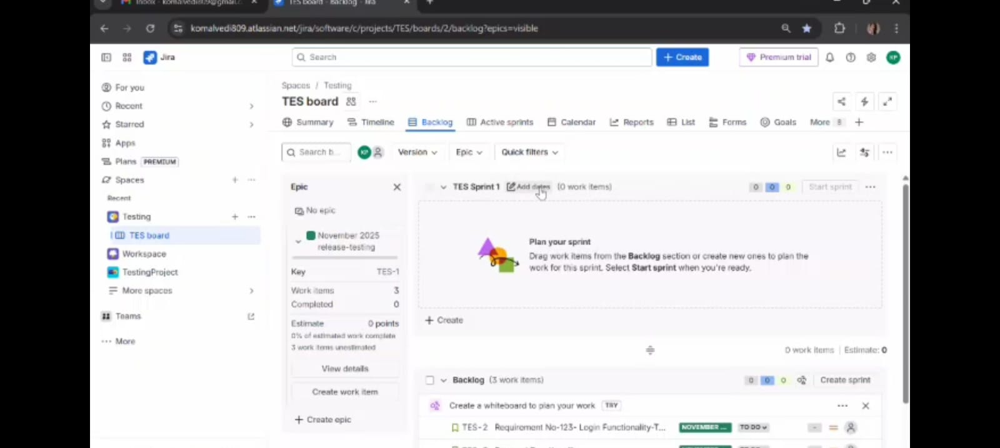 Inbox - komalvedi809@gmail.c
TES board - Backlog - Jira
komalvedi809.atlassian.net/jira/software/c/projects/TES/boards/2/backlog?epics=visible
Jira
Search
+ Create
Premium trial
KP
For you
Recent
Starred
Apps
Plans PREMIUM
Spaces
Recent
Testing
TES board
Workspace
TestingProject
More spaces
Teams
More
Spaces / Testing
TES board
Summary
Timeline
Backlog
Active sprints
Calendar
Reports
List
Forms
Goals
More 8
Search b...
KP
Version
Epic
Quick filters
Epic
No epic
November 2025
release-testing
Key TES-1
Work items 3
Completed 0
Estimate 0 points
0% of estimated work complete
3 work items unestimated
View details
Create work item
+ Create epic
TES Sprint 1 Add dates (0 work items) 0 0 0 Start sprint
Plan your sprint
Drag work items from the Backlog section or create new ones to plan the
work for this sprint. Select Start sprint when you're ready.
+ Create
0 work items | Estimate: 0
Backlog (3 work items) 0 0 0 Create sprint
Create a whiteboard to plan your work TRY
TES-2 Requirement No-123- Login Functionality-T... NOVEMBER ... TO DO -